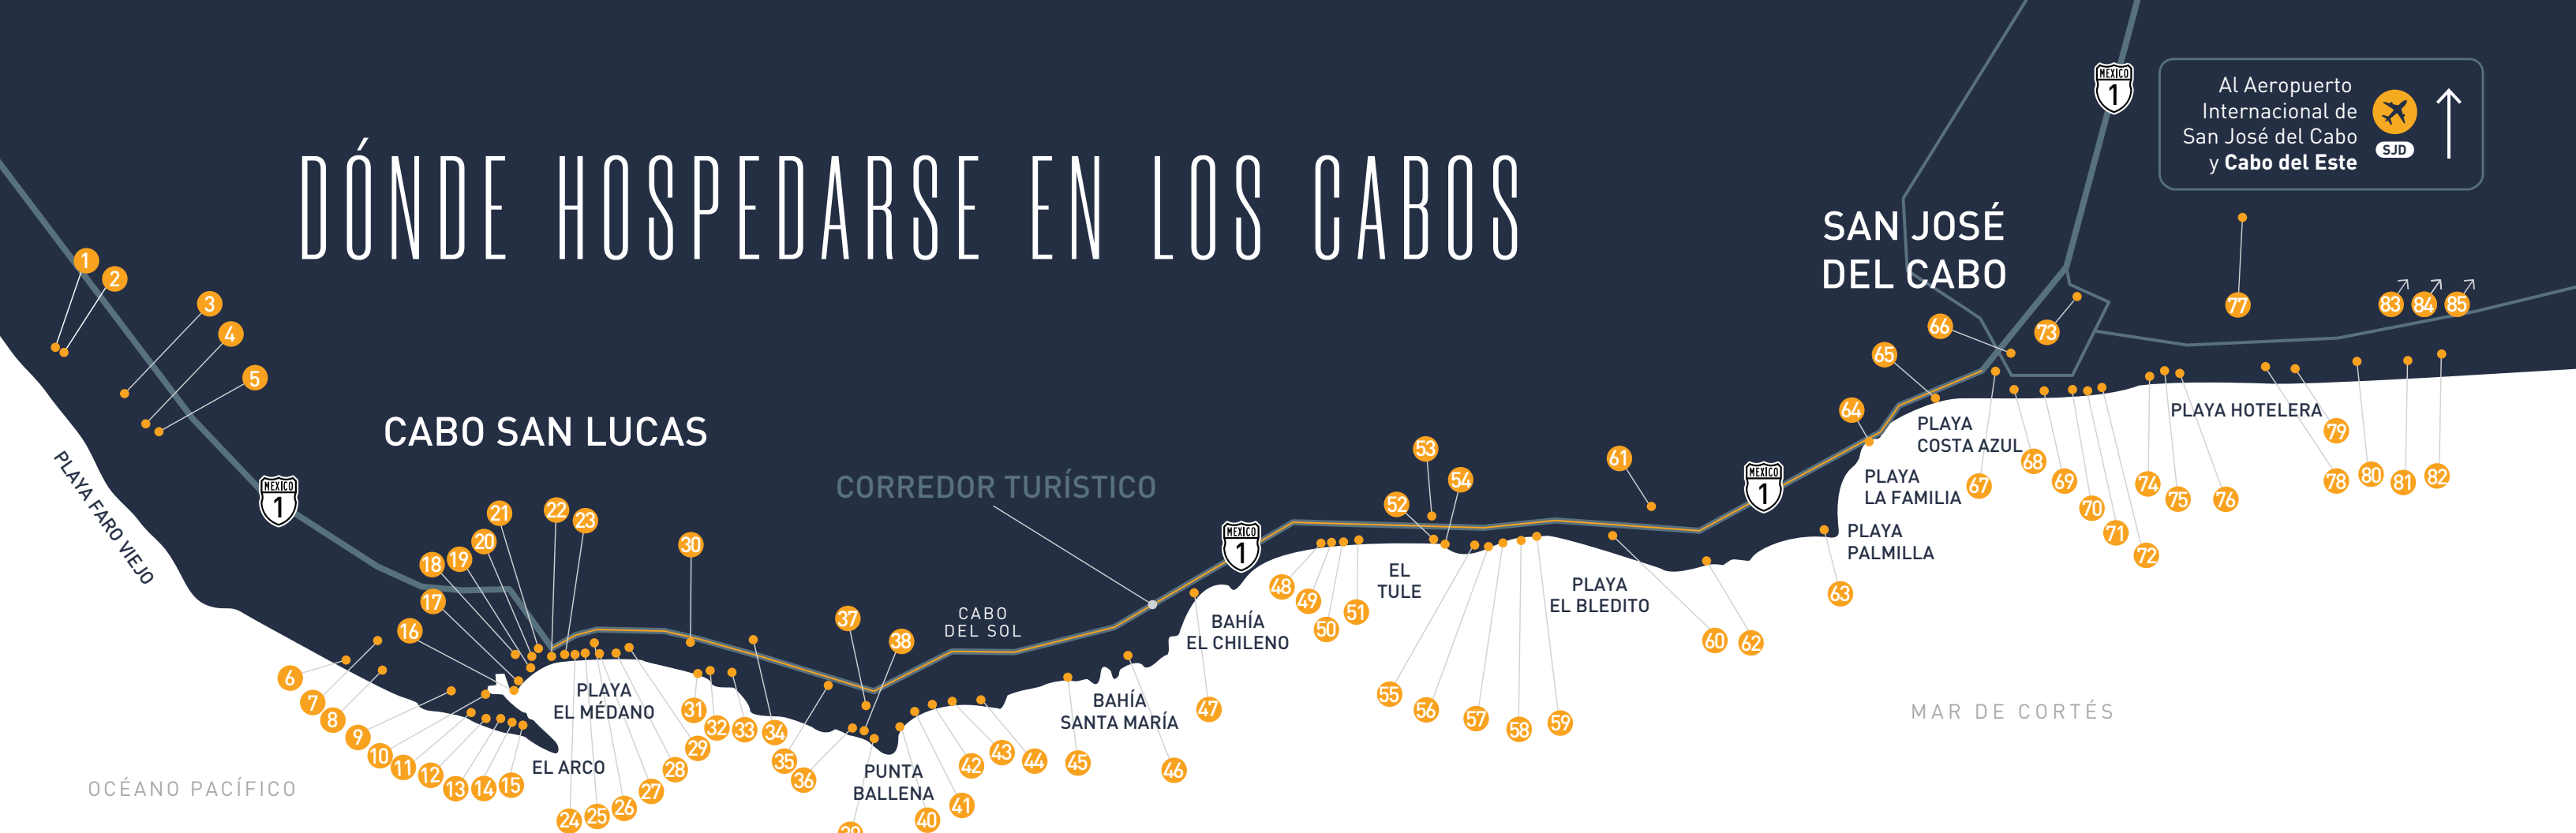 DÓNDE HOSPEDARSE EN LOS CABOS
MEXICO
1
Al Aeropuerto
Internacional de
San José del Cabo
y Cabo del Este
SJD
SAN JOSÉ
DEL CABO
1
2
3
4
5
77
83
84
85
66
73
65
64
CABO SAN LUCAS
PLAYA HOTELERA
79
PLAYA
COSTA AZUL
68
78
80
81
82
PLAYA
LA FAMILIA
67
69
74
75
76
70
71
72
PLAYA FARO VIEJO
MEXICO
1
CORREDOR TURÍSTICO
53
54
52
61
MEXICO
1
PLAYA
PALMILLA
63
MEXICO
1
21
22
23
20
19
18
17
16
30
37
38
CABO
DEL SOL
BAHÍA
EL CHILENO
48
49
50
51
EL
TULE
PLAYA
EL BLEDITO
60
62
6
7
8
9
10
11
12
13
14
15
PLAYA
EL MÉDANO
EL ARCO
24
25
26
27
28
29
31
32
33
34
35
36
PUNTA
BALLENA
39
40
41
42
43
44
45
BAHÍA
SANTA MARÍA
46
47
55
56
57
58
59
MAR DE CORTÉS
OCÉANO PACÍFICO